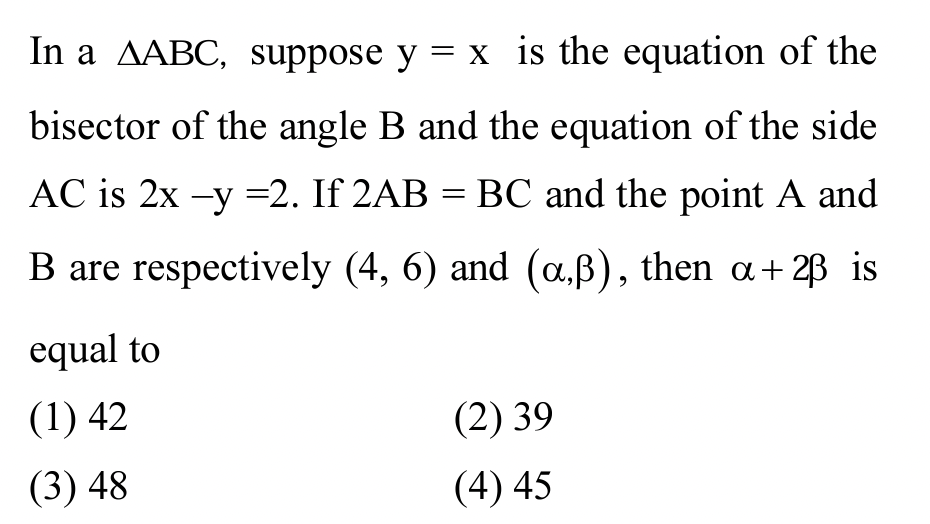 In a ΔABC, suppose y = x is the equation of the
bisector of the angle B and the equation of the side
AC is 2x –y =2. If 2AB = BC and the point A and
B are respectively (4, 6) and (α,β), then α + 2β is
equal to
(1) 42 (2) 39
(3) 48 (4) 45